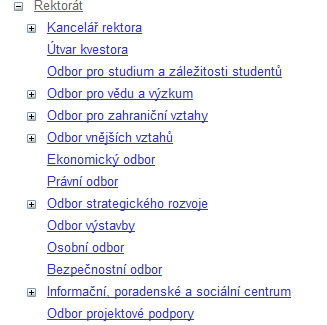 Rektorát
Kancelář rektora
Útvar kvestora
Odbor pro studium a záležitosti studentů
Odbor pro vědu a výzkum
Odbor pro zahraniční vztahy
Odbor vnějších vztahů
Ekonomický odbor
Právní odbor
Odbor strategického rozvoje
Odbor výstavby
Osobní odbor
Bezpečnostní odbor
Informační, poradenské a sociální centrum
Odbor projektové podpory